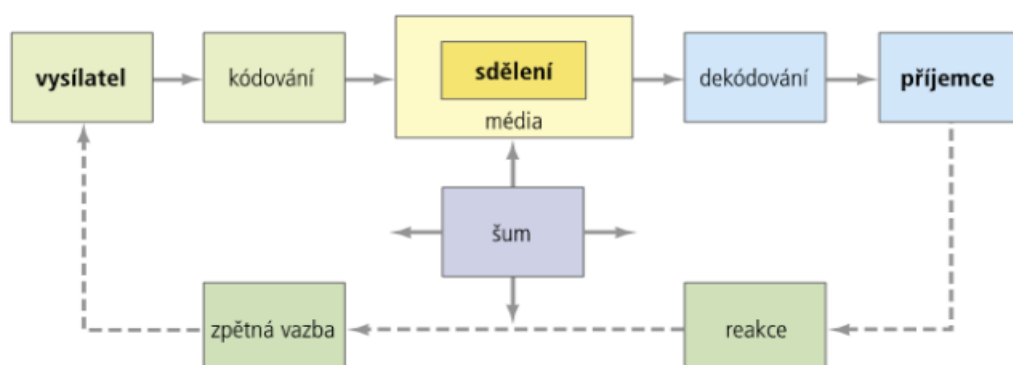 vysílatel
kódování
sdělení
média
dekódování
příjemce
šum
zpětná vazba
reakce